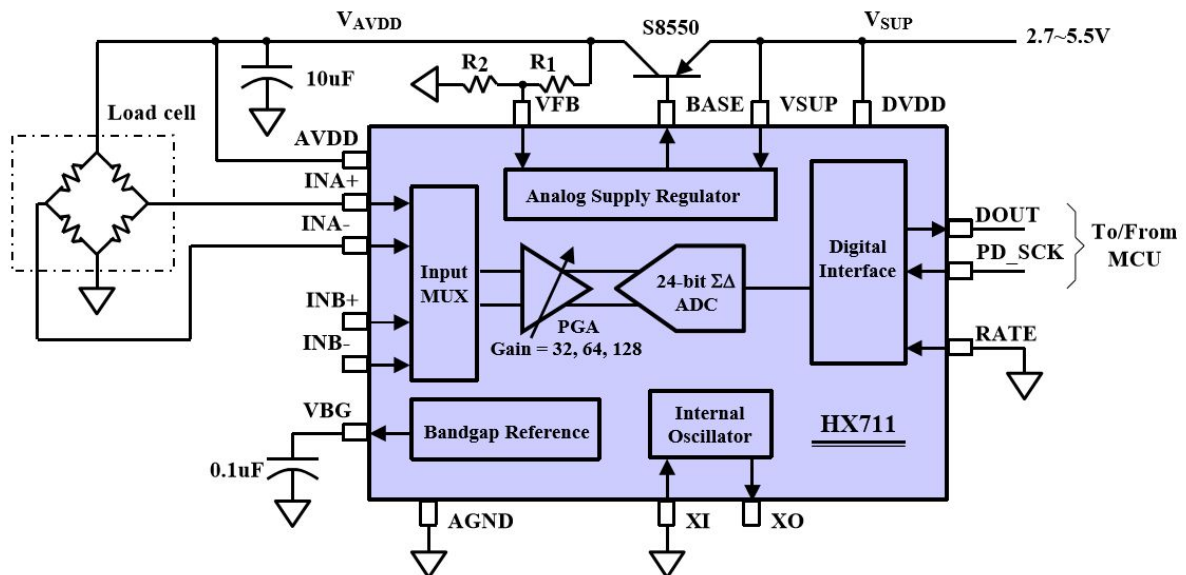 V_AVDD
S8550
V_SUP
2.7~5.5V
10uF
R2
R1
VFB
BASE
VSUP
DVDD
Load cell
AVDD
INA+
INA-
INB+
INB-
Analog Supply Regulator
Input
MUX
PGA
Gain = 32, 64, 128
24-bit ΣΔ
ADC
Digital
Interface
DOUT
PD_SCK
To/From
MCU
RATE
VBG
0.1uF
Bandgap Reference
Internal
Oscillator
HX711
AGND
XI
XO